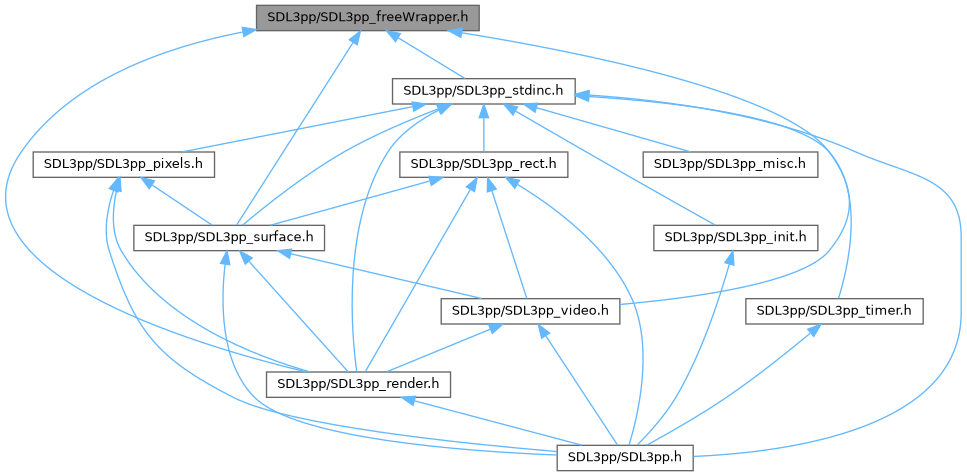 SDL3pp/SDL3pp_freeWrapper.h
SDL3pp/SDL3pp_stdinc.h
SDL3pp/SDL3pp_pixels.h
SDL3pp/SDL3pp_rect.h
SDL3pp/SDL3pp_misc.h
SDL3pp/SDL3pp_surface.h
SDL3pp/SDL3pp_init.h
SDL3pp/SDL3pp_video.h
SDL3pp/SDL3pp_timer.h
SDL3pp/SDL3pp_render.h
SDL3pp/SDL3pp.h